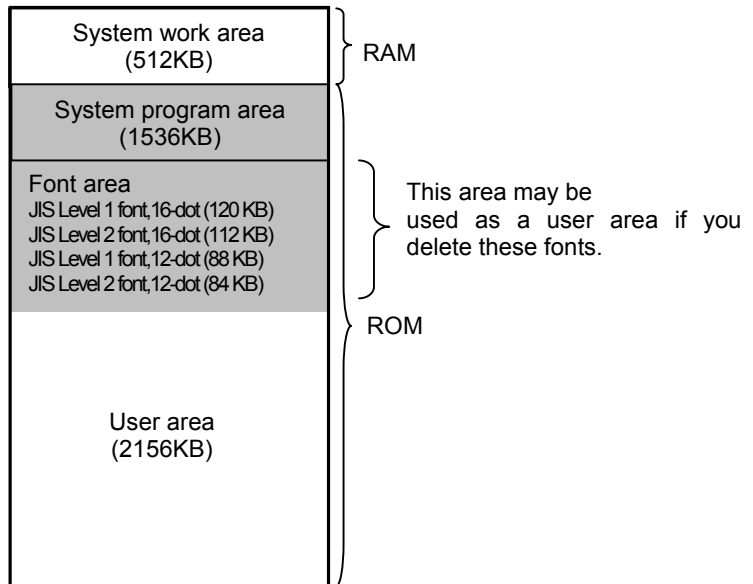 System work area
(512KB)
RAM
System program area
(1536KB)
Font area
JIS Level 1 font,16-dot (120 KB)
JIS Level 2 font,16-dot (112 KB)
JIS Level 1 font,12-dot (88 KB)
JIS Level 2 font,12-dot (84 KB)
This area may be
used as a user area if you
delete these fonts.
ROM
User area
(2156KB)